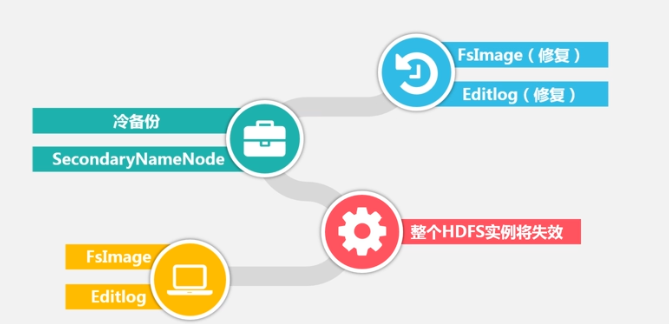 FsImage（修复）
Editlog（修复）
冷备份
SecondaryNameNode
整个HDFS实例将失效
FsImage
Editlog